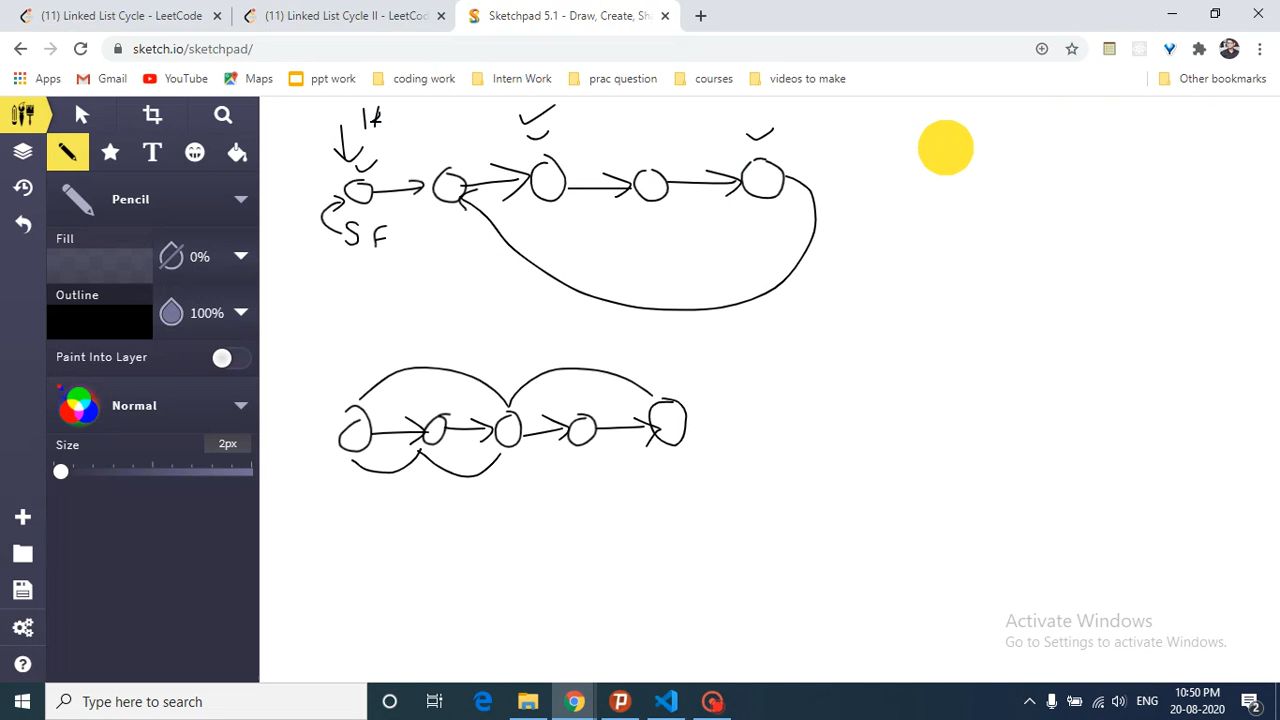 (11) Linked List Cycle - LeetCode
(11) Linked List Cycle II - LeetCode
Sketchpad 5.1 - Draw, Create, Sha
sketch.io/sketchpad/
Apps Gmail YouTube Maps ppt work coding work Intern Work prac question courses videos to make Other bookmarks
Pencil
Fill
0%
Outline
100%
Paint Into Layer
Normal
Size
2px
S F
Activate Windows
Go to Settings to activate Windows.
Type here to search
ENG
10:50 PM
20-08-2020
2